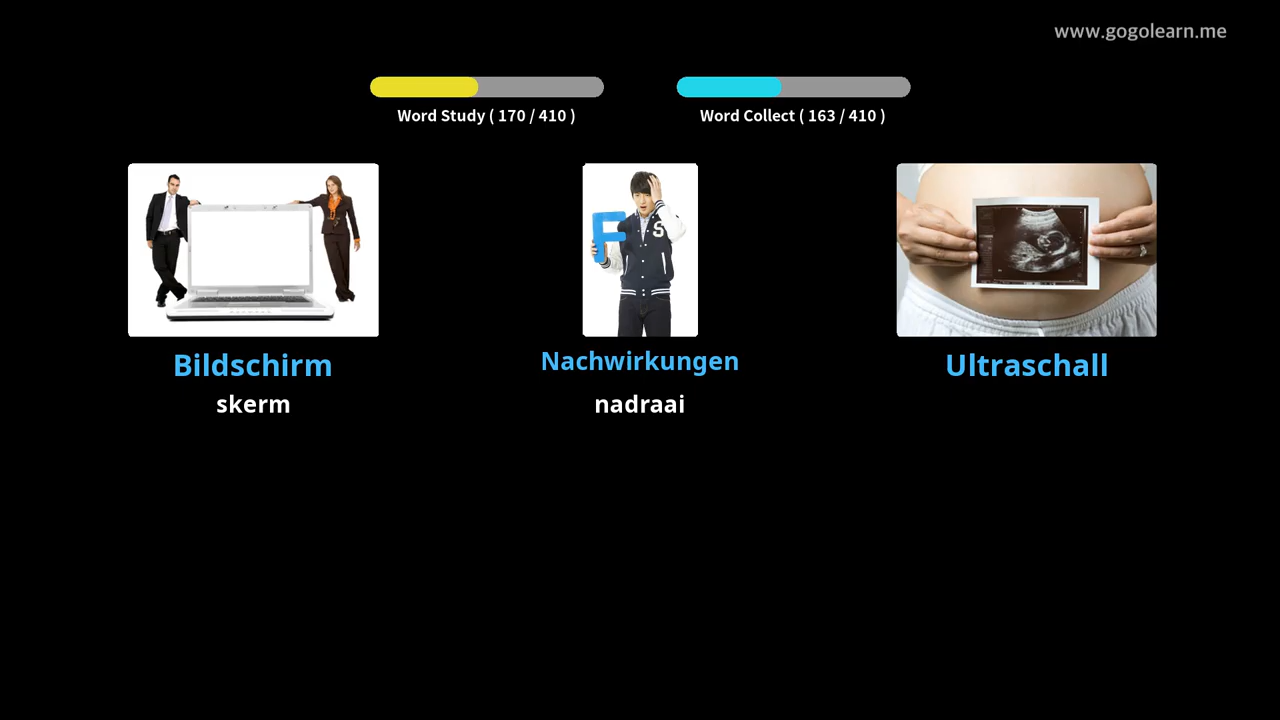 www.gogolearn.me
Word Study ( 170 / 410 )
Word Collect ( 163 / 410 )
F
S
Bildschirm
Nachwirkungen
Ultraschall
skerm
nadraai